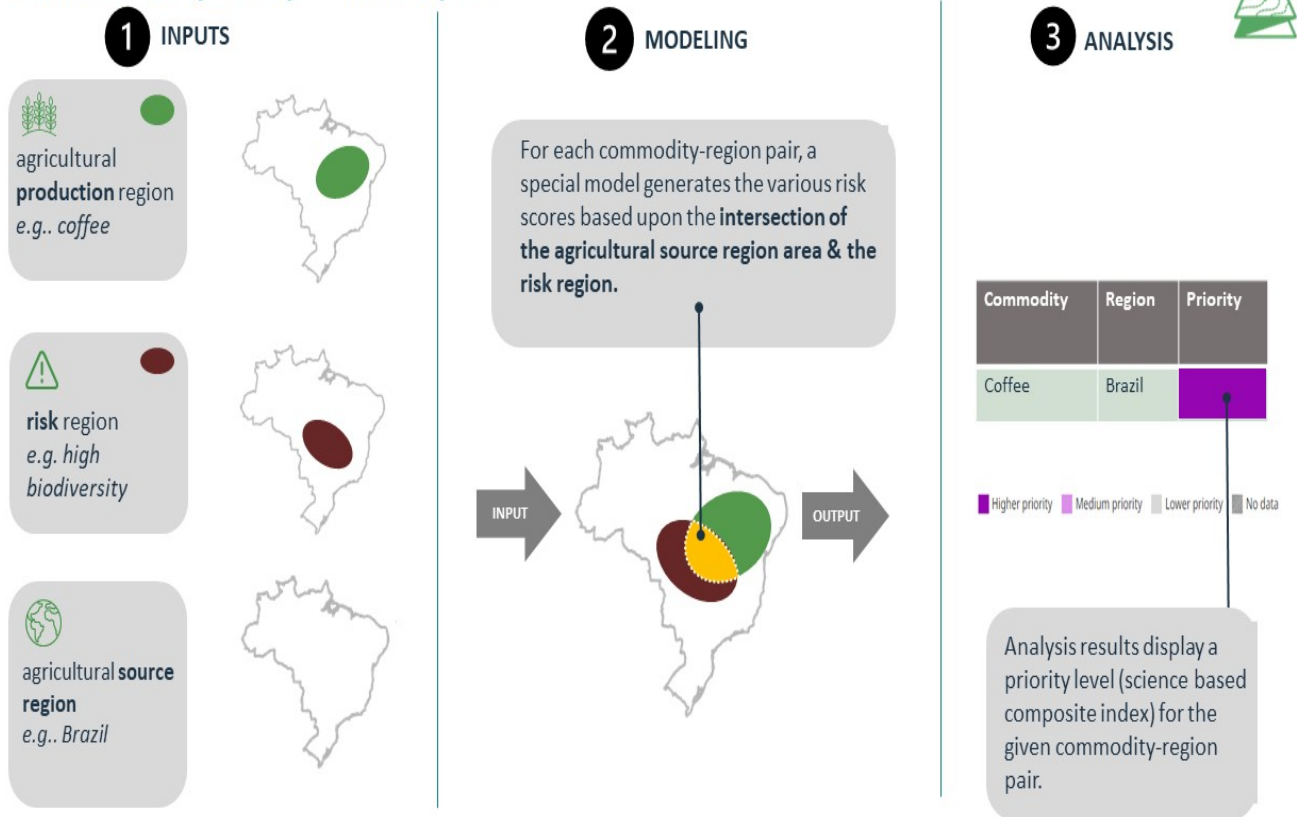 1 INPUTS
agricultural
production region
e.g.. coffee
risk region
e.g. high
biodiversity
agricultural source
region
e.g.. Brazil
2 MODELING
For each commodity-region pair, a
special model generates the various risk
scores based upon the intersection of
the agricultural source region area & the
risk region.
INPUT
OUTPUT
3 ANALYSIS
Commodity Region Priority
Coffee Brazil
Higher priority Medium priority Lower priority No data
Analysis results display a
priority level (science based
composite index) for the
given commodity-region
pair.